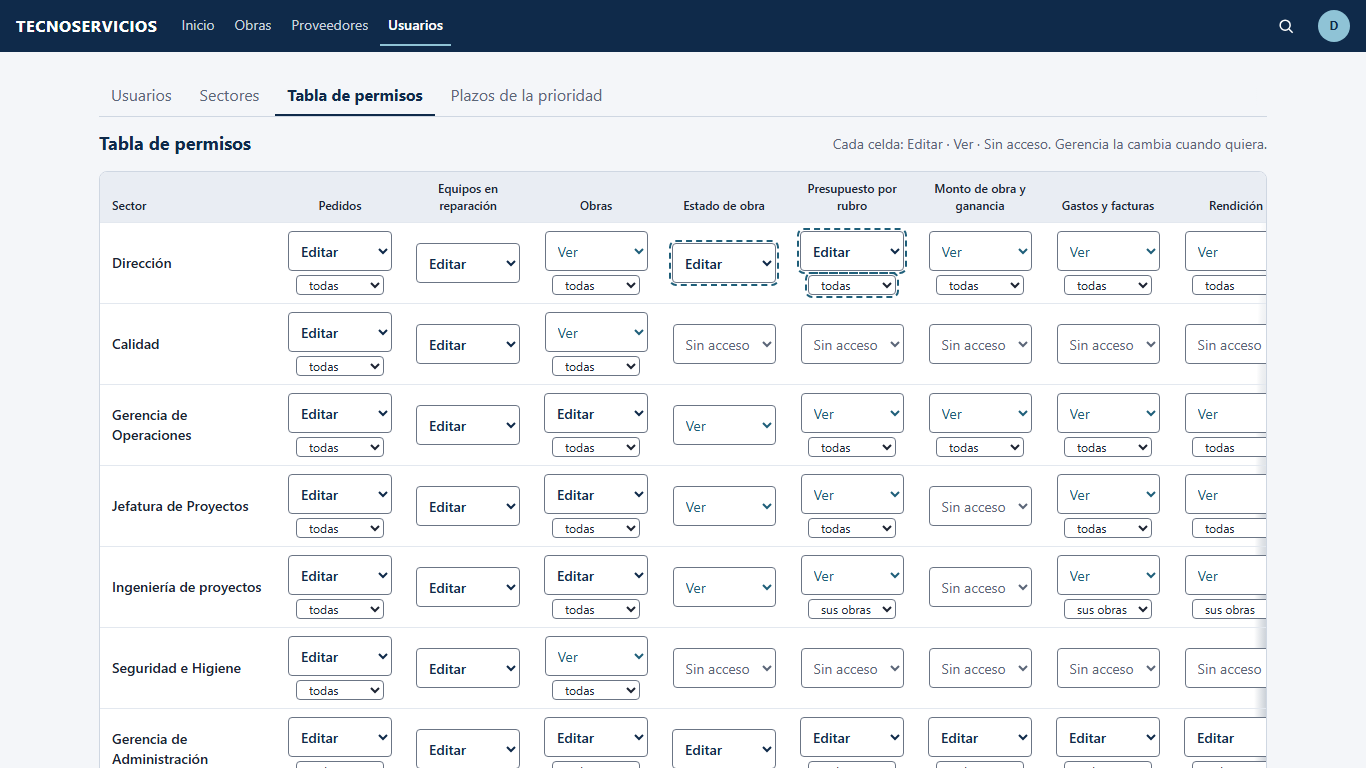 TECNOSERVICIOS Inicio Obras Proveedores Usuarios D
Usuarios Sectores Tabla de permisos Plazos de la prioridad
Tabla de permisos Cada celda: Editar · Ver · Sin acceso. Gerencia la cambia cuando quiera.
Sector Pedidos Equipos en reparación Obras Estado de obra Presupuesto por rubro Monto de obra y ganancia Gastos y facturas Rendición
Dirección Editar Editar Ver Editar Editar Ver Ver Ver
todas todas todas todas todas todas
Calidad Editar Editar Ver Sin acceso Sin acceso Sin acceso Sin acceso Sin acceso
todas todas
Gerencia de Operaciones Editar Editar Editar Ver Ver Ver Ver Ver
todas todas todas todas todas todas
Jefatura de Proyectos Editar Editar Editar Ver Ver Sin acceso Ver Ver
todas todas todas todas todas
Ingeniería de proyectos Editar Editar Editar Ver Ver Sin acceso Ver Ver
todas todas sus obras sus obras sus obras
Seguridad e Higiene Editar Editar Ver Sin acceso Sin acceso Sin acceso Sin acceso Sin acceso
todas todas
Gerencia de Administración Editar Editar Editar Editar Editar Editar Editar Editar